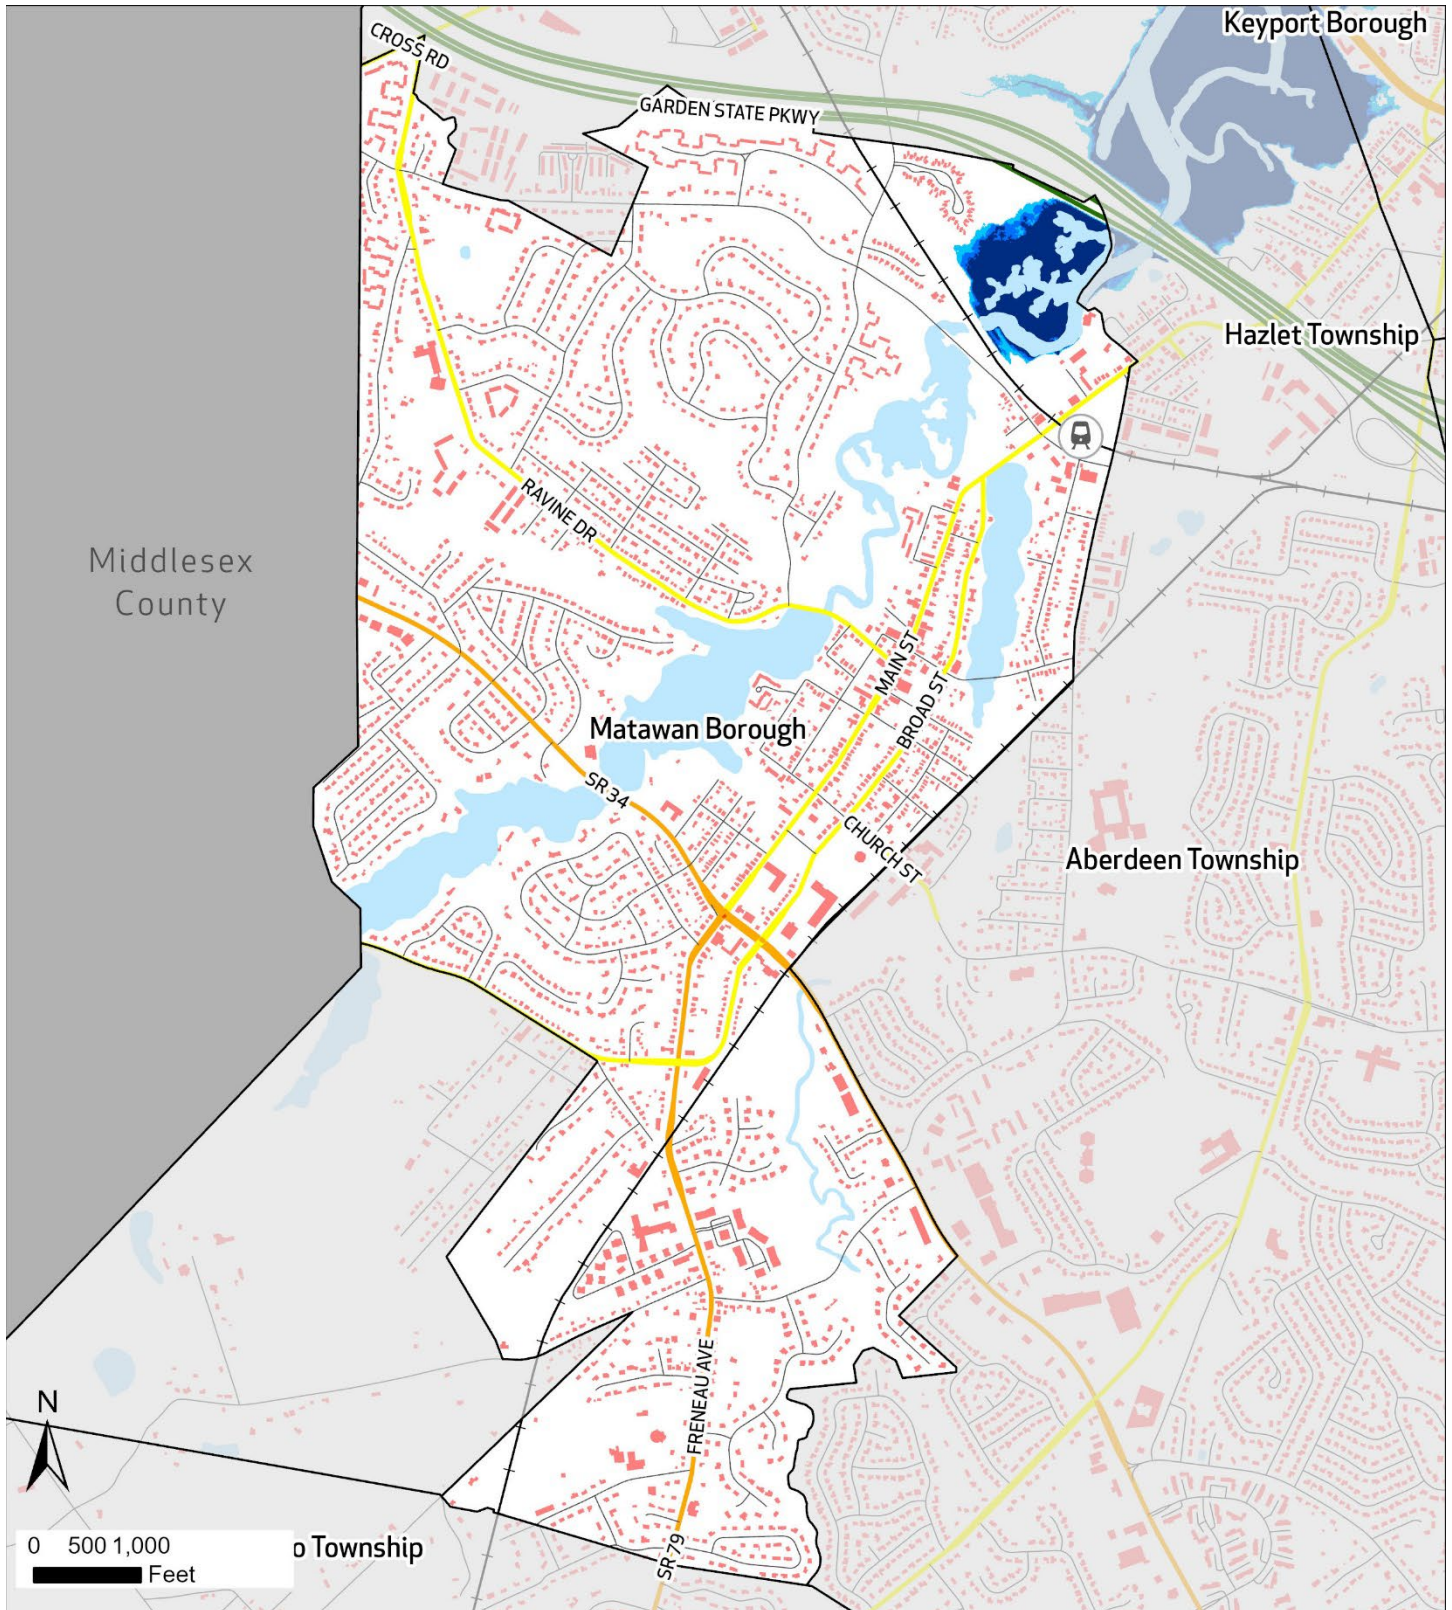 Keyport Borough
CROSS RD
GARDEN STATE PKWY
Hazlet Township
RAVINE DR
Middlesex
County
MAIN ST
BROAD ST
Matawan Borough
SR 34
CHURCH ST
Aberdeen Township
FRENEAU AVE
N
0 500 1,000
Feet
o Township
SR 79